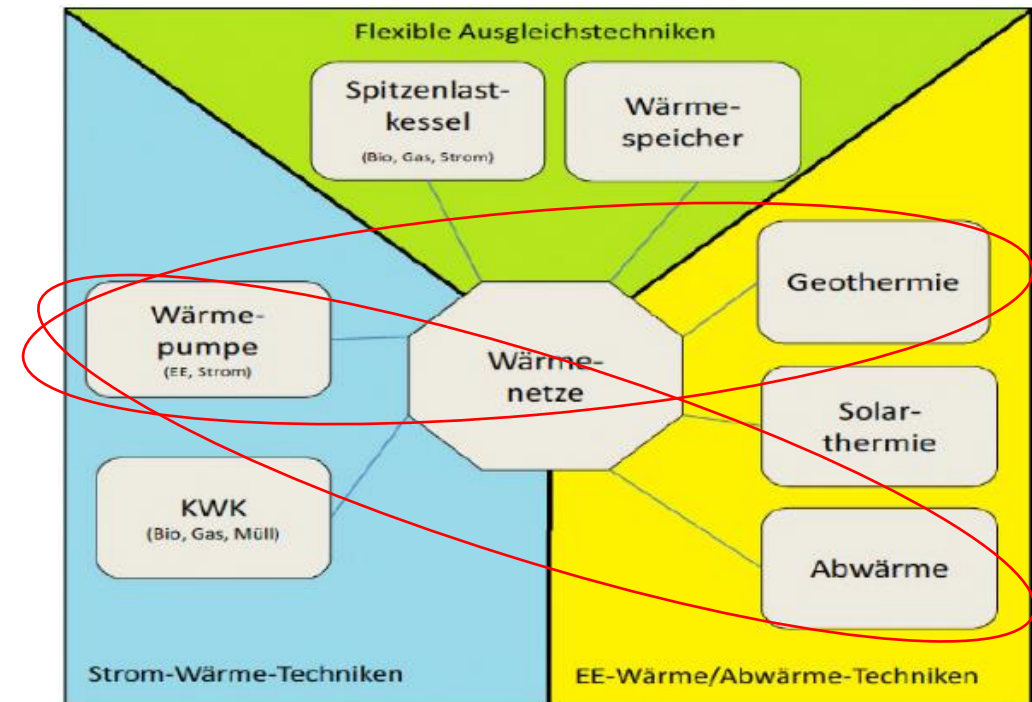 Flexible Ausgleichstechniken
Spitzenlast-
kessel
(Bio, Gas, Strom)
Wärme-
speicher
Wärme-
pumpe
(EE, Strom)
KWK
(Bio, Gas, Müll)
Wärme-
netze
Geothermie
Solar-
thermie
Abwärme
Strom-Wärme-Techniken
EE-Wärme/Abwärme-Techniken